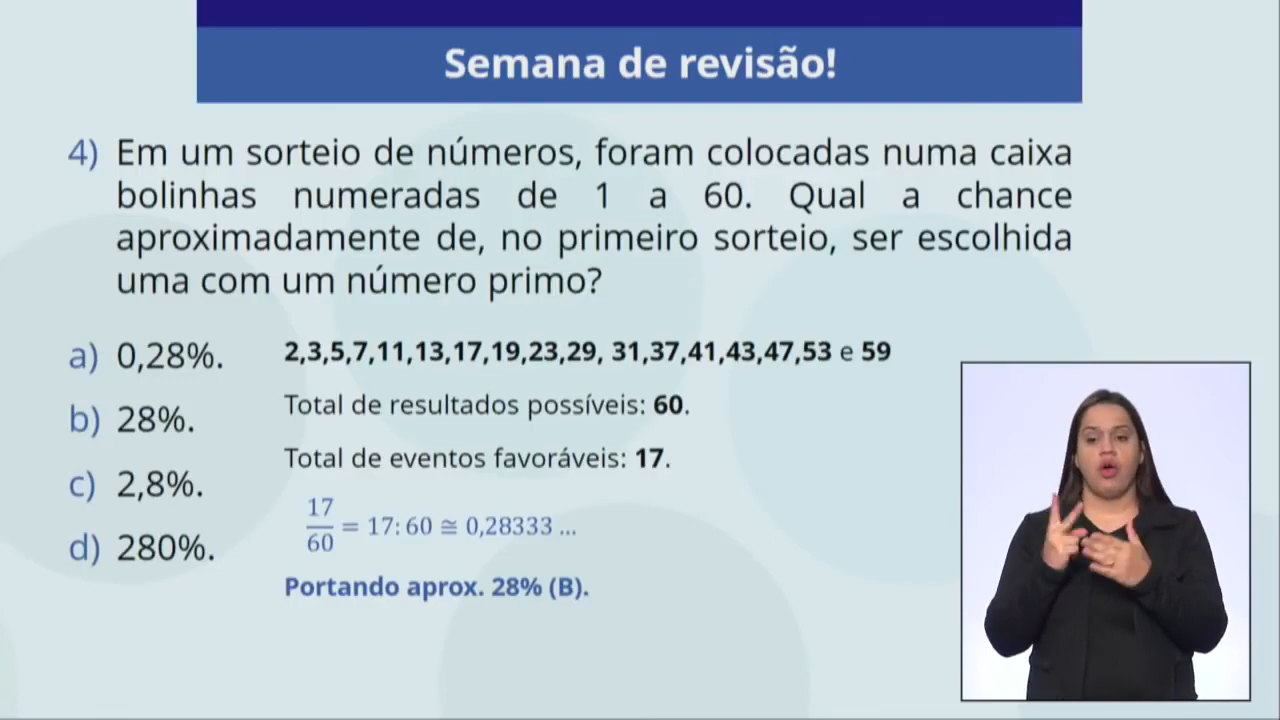 Semana de revisão!
4) Em um sorteio de números, foram colocadas numa caixa
bolinhas numeradas de 1 a 60. Qual a chance
aproximadamente de, no primeiro sorteio, ser escolhida
uma com um número primo?
a) 0,28%.
b) 28%.
c) 2,8%.
d) 280%.
2,3,5,7,11,13,17,19,23,29, 31,37,41,43,47,53 e 59
Total de resultados possíveis: 60.
Total de eventos favoráveis: 17.
17/60 = 17: 60 ≅ 0,28333 ...
Portando aprox. 28% (B).